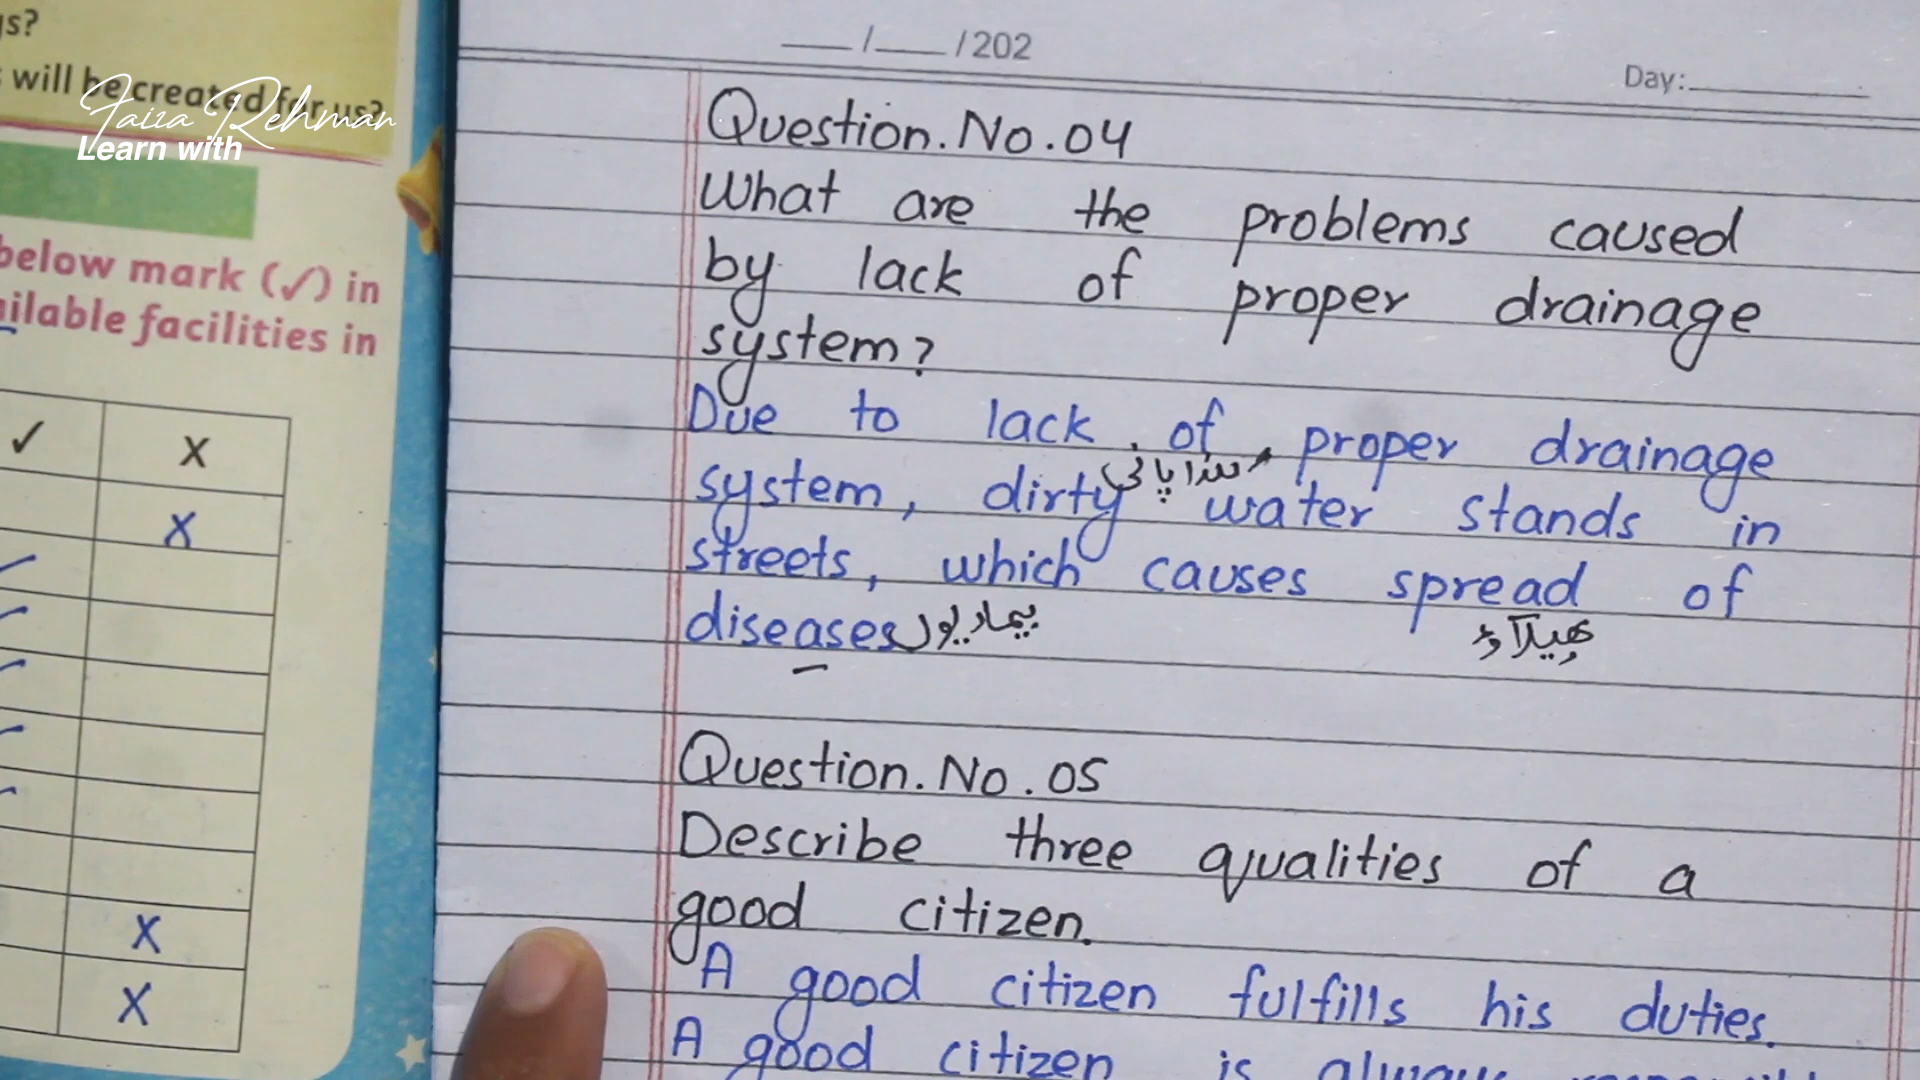 s?
will be created for us?
Faiza Rehman
Learn with
below mark (✓) in
ilable facilities in
✓ x
X
X
X
__/__/202
Day:
Question.No.04
What are the problems caused
by lack of proper drainage
system?
Due to lack of proper drainage
گندا پانی
system, dirty water stands in
streets, which causes spread of
diseases بیماریوں
Question.No.05
Describe three qualities of a
good citizen.
A good citizen fulfills his duties.
A good citizen is always